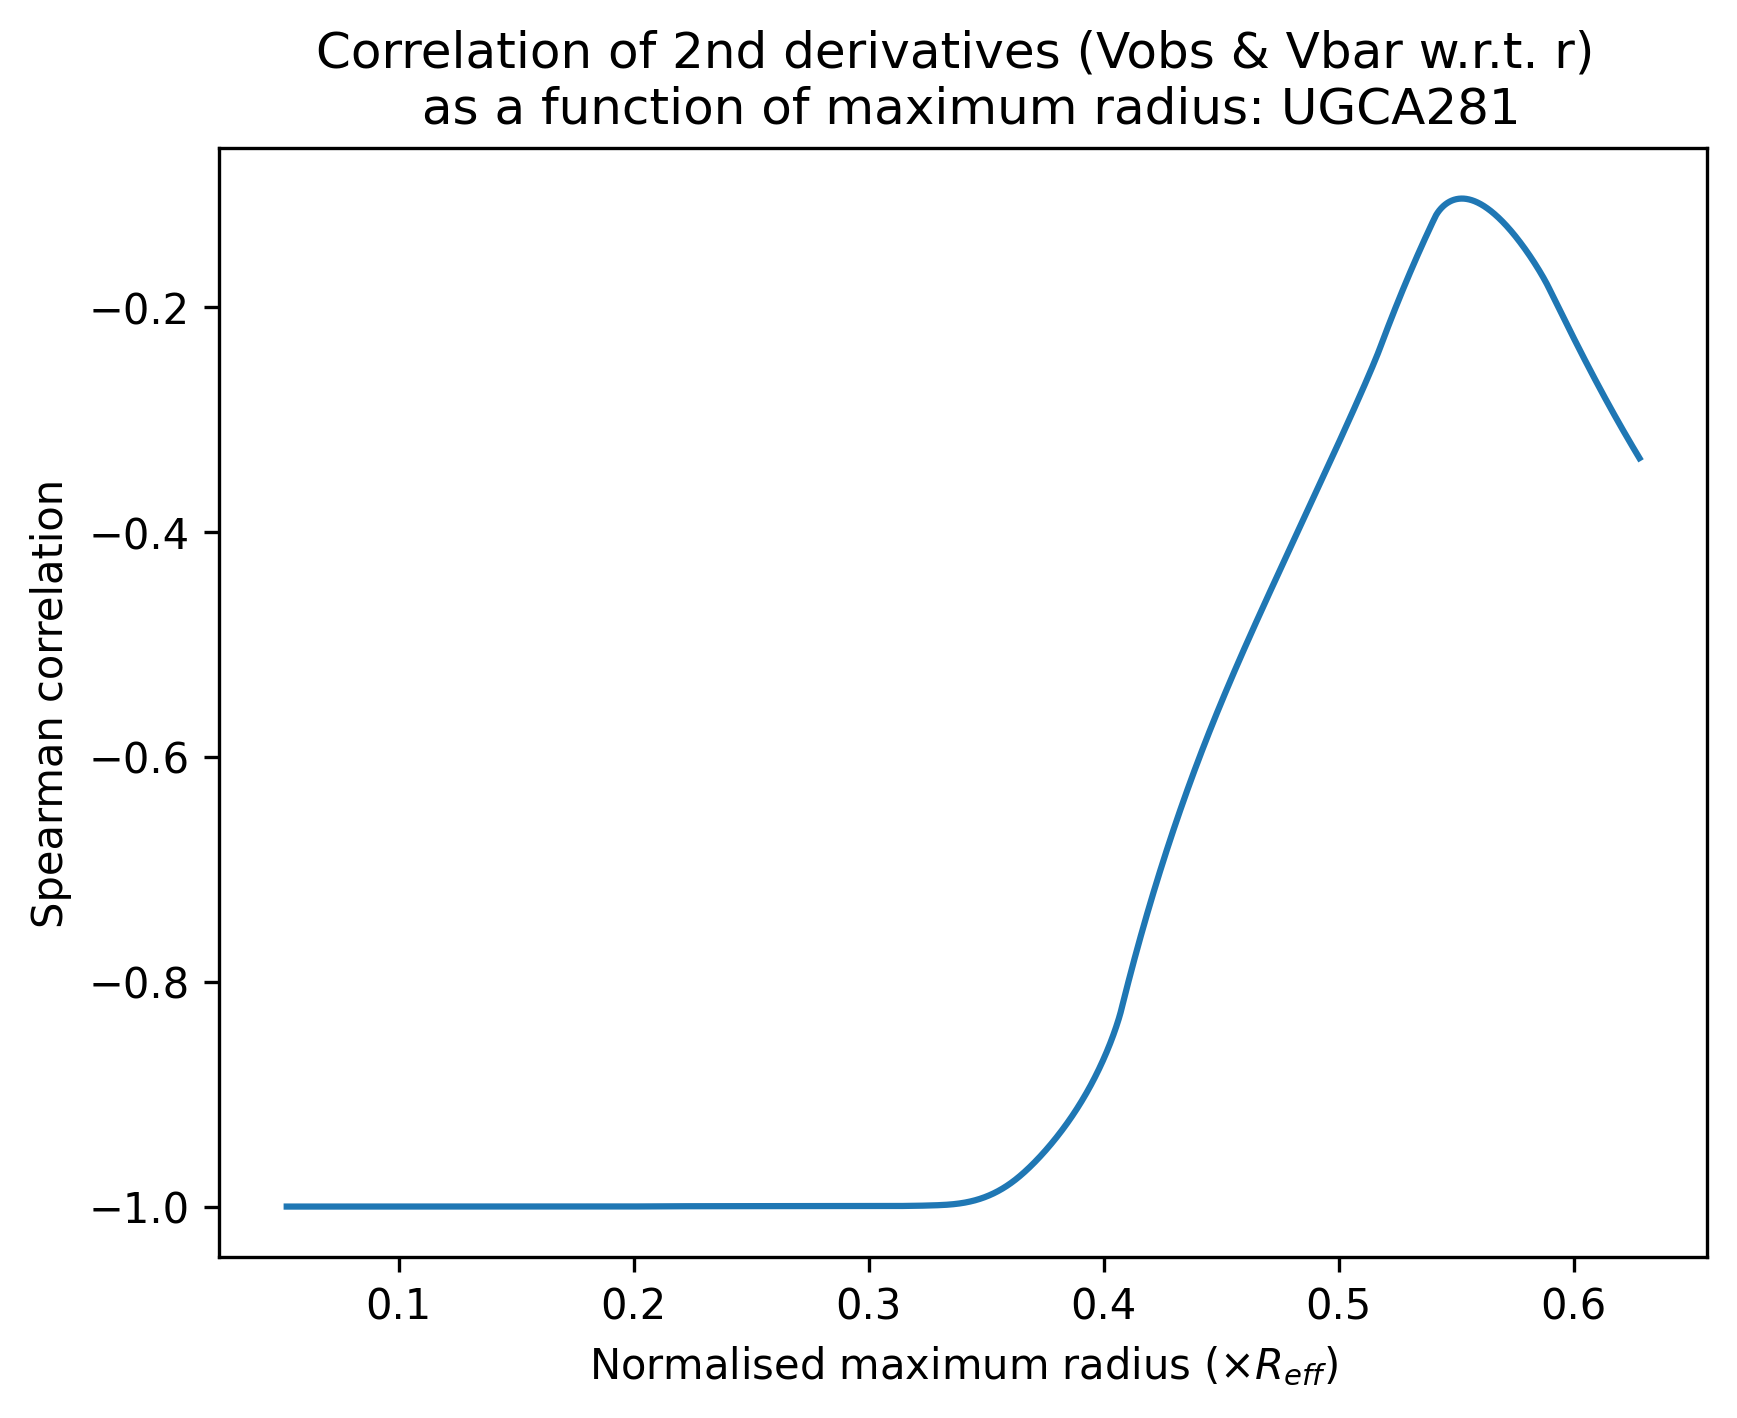 Correlation of 2nd derivatives (Vobs & Vbar w.r.t. r)
as a function of maximum radius: UGCA281
Spearman correlation
−0.2
−0.4
−0.6
−0.8
−1.0
0.1 0.2 0.3 0.4 0.5 0.6
Normalised maximum radius (×R_eff)